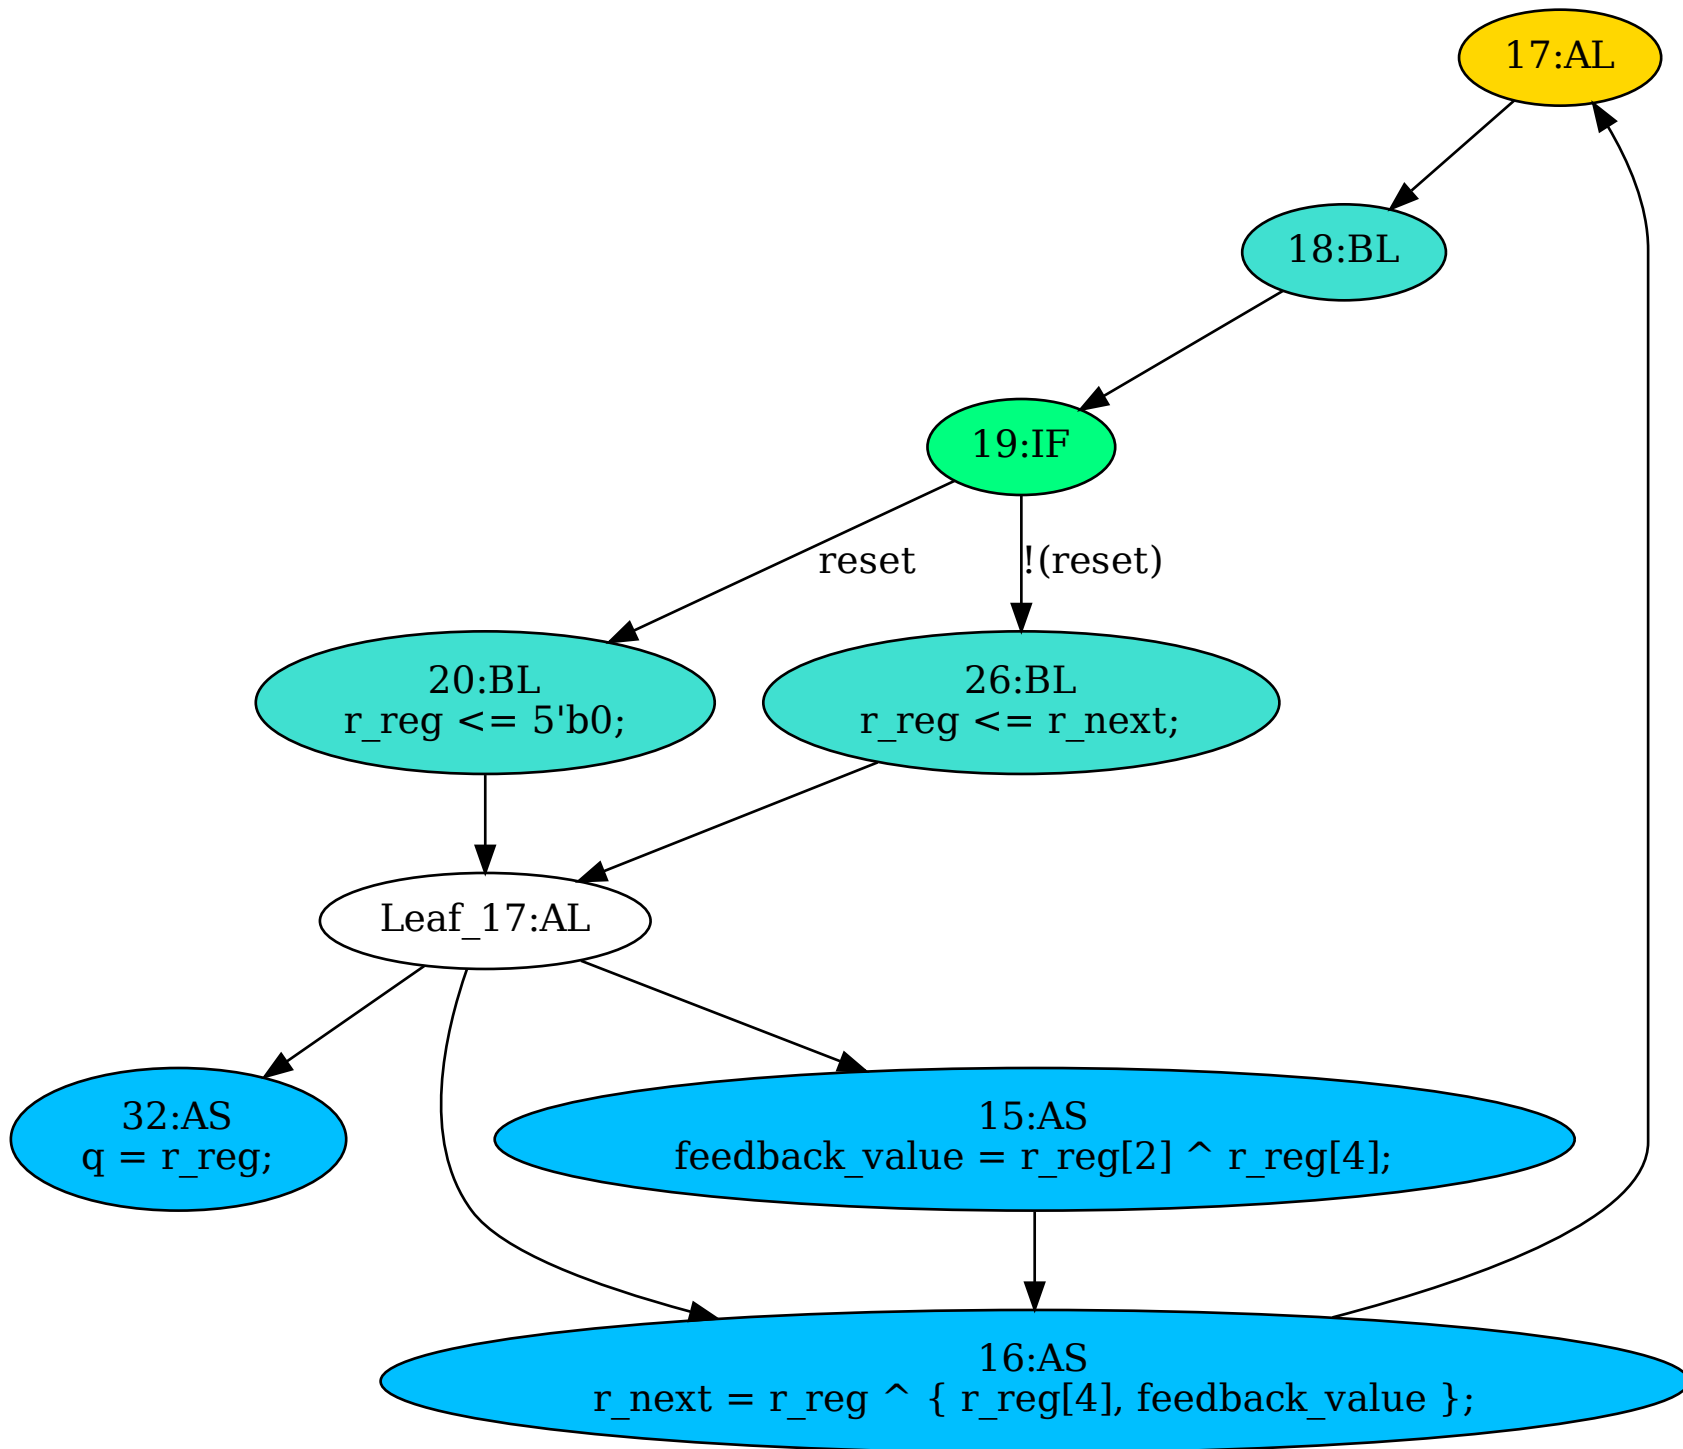 17:AL
18:BL
19:IF
reset
!(reset)
20:BL
r_reg <= 5'b0;
26:BL
r_reg <= r_next;
Leaf_17:AL
32:AS
q = r_reg;
15:AS
feedback_value = r_reg[2] ^ r_reg[4];
16:AS
r_next = r_reg ^ { r_reg[4], feedback_value };